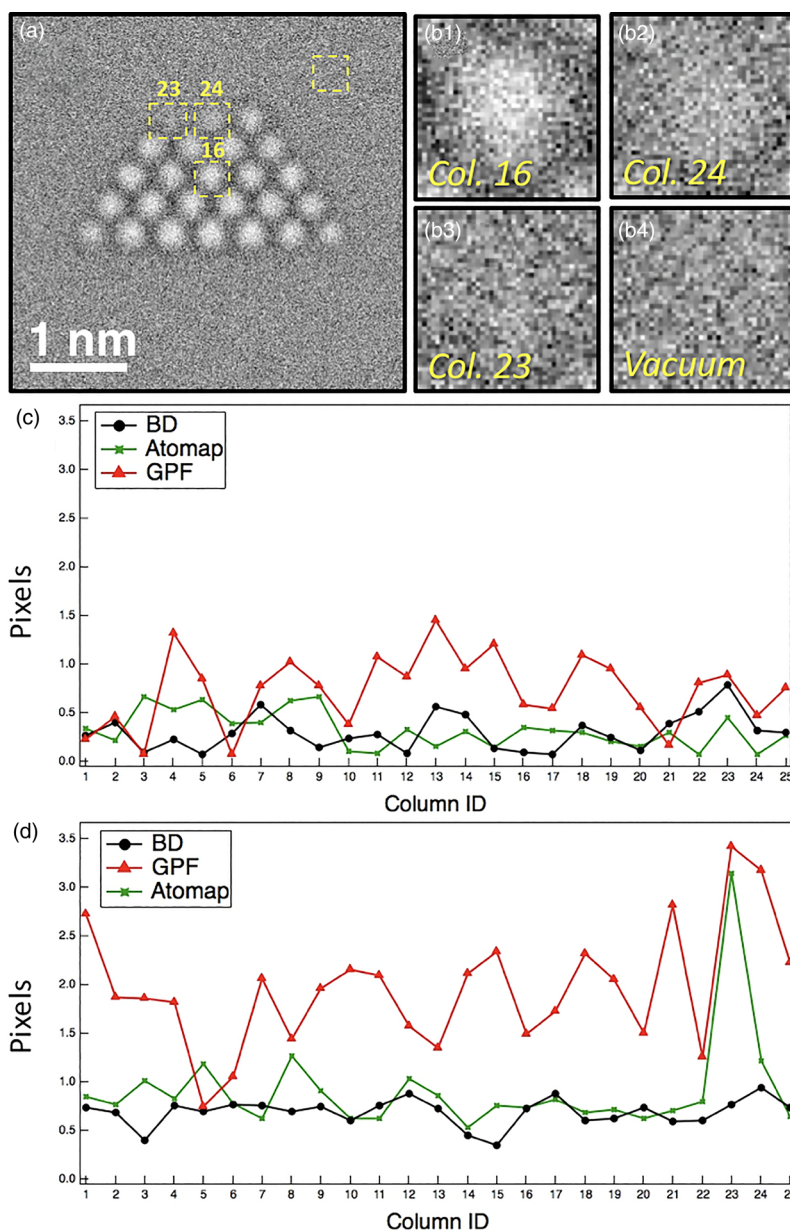 (a)
23 24
16
1 nm
(b1)
Col. 16
(b2)
Col. 24
(b3)
Col. 23
(b4)
Vacuum
(c)
3.5
3.0
2.5
2.0
1.5
1.0
0.5
0.0
Pixels
BD
Atomap
GPF
1 2 3 4 5 6 7 8 9 10 11 12 13 14 15 16 17 18 19 20 21 22 23 24 25
Column ID
(d)
3.5
3.0
2.5
2.0
1.5
1.0
0.5
0.0
Pixels
BD
GPF
Atomap
1 2 3 4 5 6 7 8 9 10 11 12 13 14 15 16 17 18 19 20 21 22 23 24
Column ID